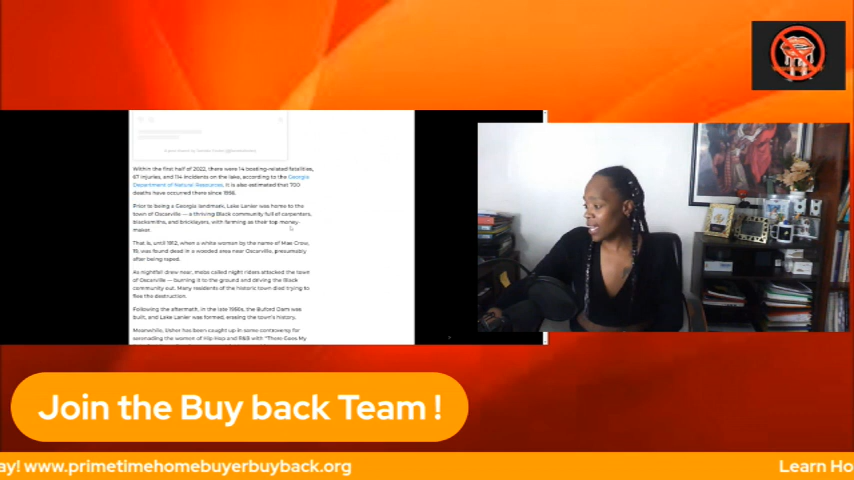 Within the first half of 2022, there were 14 boating-related fatalities,
67 injuries, and 114 incidents on the lake, according to the Georgia
Department of Natural Resources. It is also estimated that 700
deaths have occurred there since 1956.
Prior to being a Georgia landmark, Lake Lanier was home to the
town of Oscarville — a thriving Black community full of carpenters,
blacksmiths, and bricklayers, with farming as their top money-
maker.
That is, until 1912, when a white woman by the name of Mae Crow,
was found dead in a wooded area near Oscarville, presumably
after being raped.
As nightfall drew near, mobs called night riders attacked the town
of Oscarville — burning it to the ground and driving the Black
community out. Many residents of the historic town died trying to
flee the destruction.
Following the aftermath, in the late 1950s, the Buford Dam was
built, and Lake Lanier was formed, erasing the town's history.
Meanwhile, Usher has been caught up in some controversy for
serenading the women of Hip-Hop and R&B with "There Goes My
Join the Buy back Team !
ay! www.primetimehomebuyerbuyback.org
Learn Ho